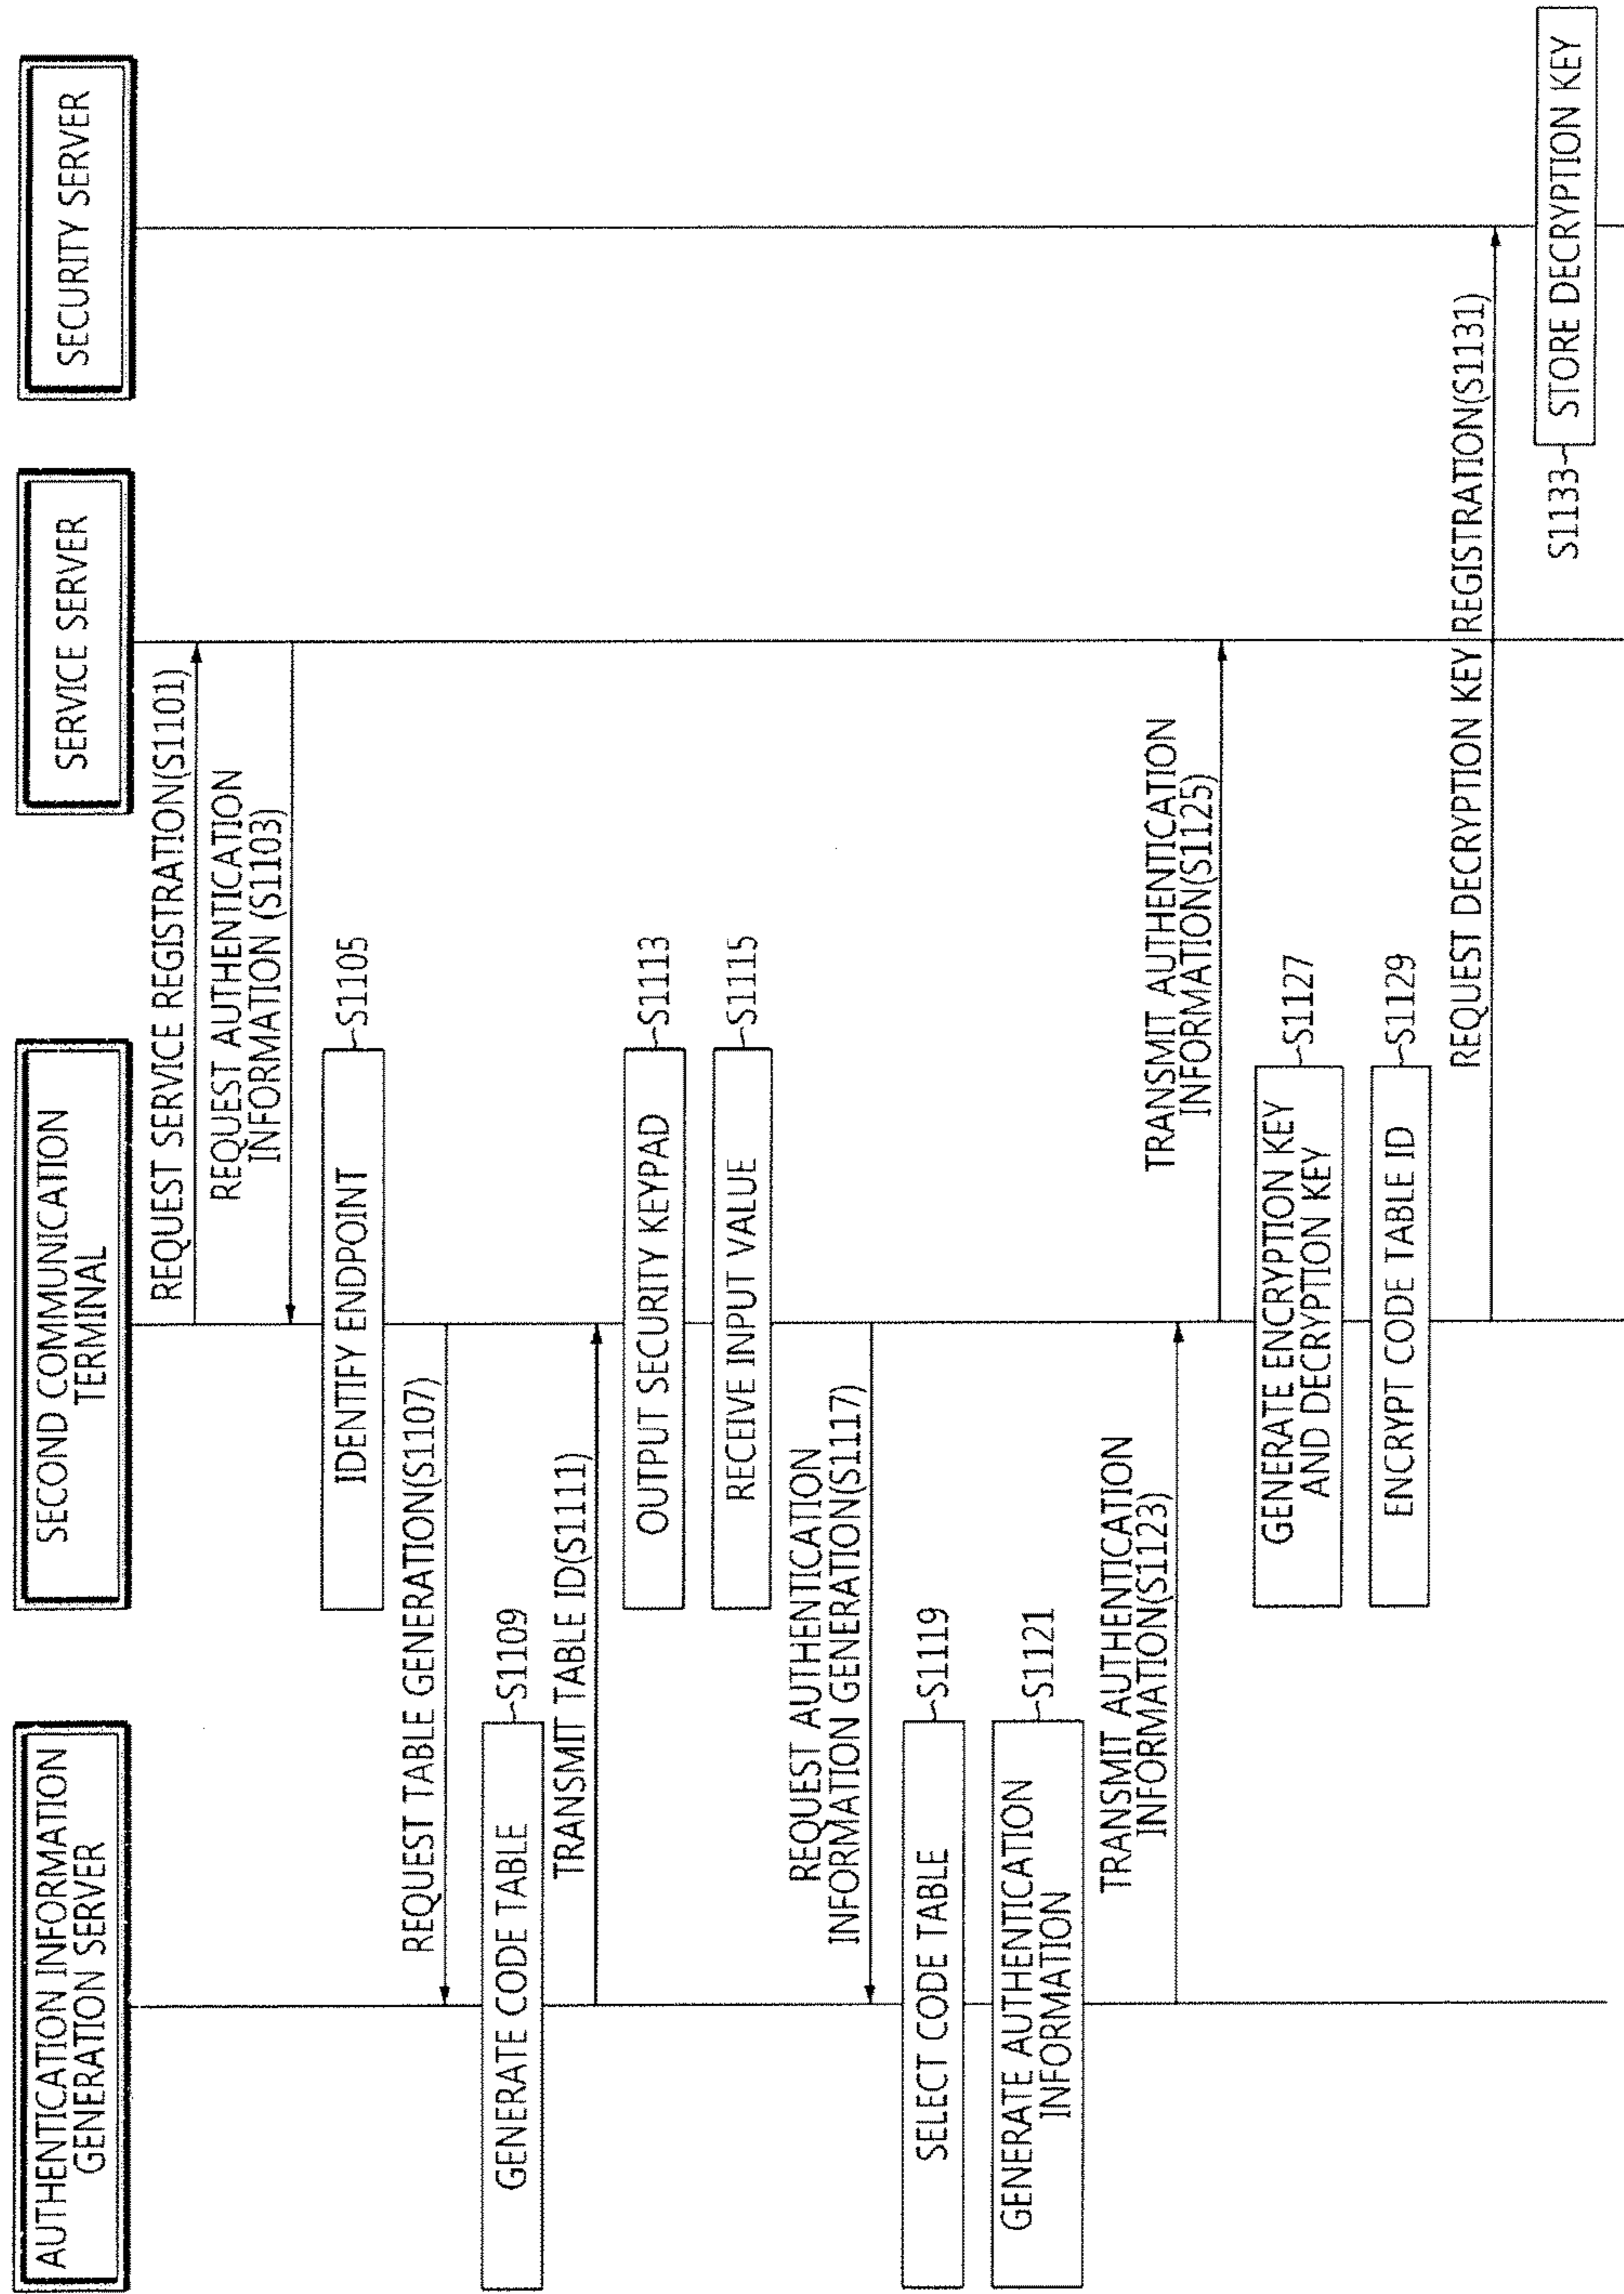 AUTHENTICATION INFORMATION
GENERATION SERVER
SECOND COMMUNICATION
TERMINAL
SERVICE SERVER
SECURITY SERVER
REQUEST SERVICE REGISTRATION(S1101)
REQUEST AUTHENTICATION
INFORMATION (S1103)
IDENTIFY ENDPOINT
S1105
REQUEST TABLE GENERATION(S1107)
GENERATE CODE TABLE
S1109
TRANSMIT TABLE ID(S1111)
OUTPUT SECURITY KEYPAD
S1113
RECEIVE INPUT VALUE
S1115
REQUEST AUTHENTICATION
INFORMATION GENERATION(S1117)
SELECT CODE TABLE
S1119
GENERATE AUTHENTICATION
INFORMATION
S1121
TRANSMIT AUTHENTICATION
INFORMATION(S1123)
TRANSMIT AUTHENTICATION
INFORMATION(S1125)
GENERATE ENCRYPTION KEY
AND DECRYPTION KEY
S1127
ENCRYPT CODE TABLE ID
S1129
REQUEST DECRYPTION KEY REGISTRATION(S1131)
S1133
STORE DECRYPTION KEY